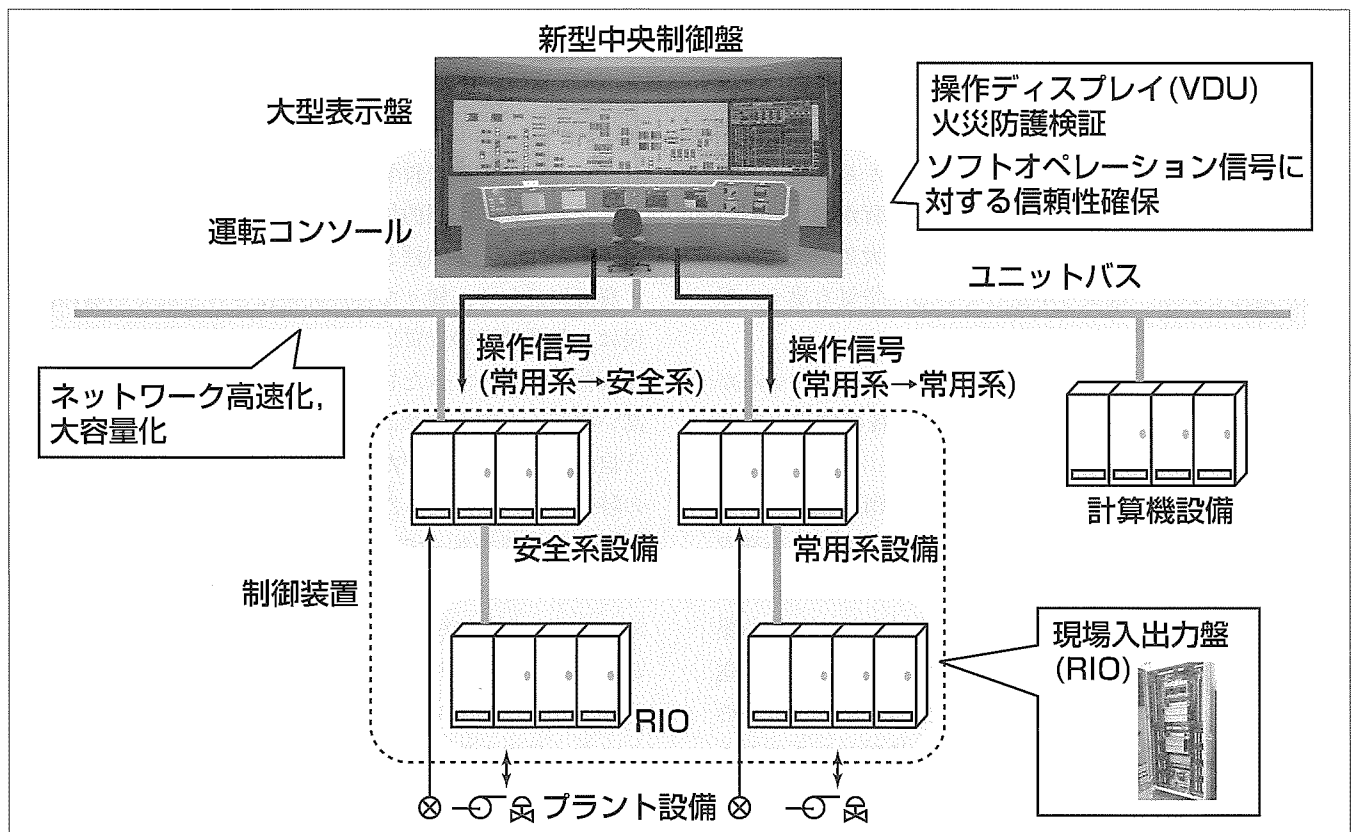 新型中央制御盤
大型表示盤
運転コンソール
操作ディスプレイ(VDU)
火災防護検証
ソフトオペレーション信号に
対する信頼性確保
ユニットバス
操作信号
(常用系→安全系)
操作信号
(常用系→常用系)
ネットワーク高速化,
大容量化
安全系設備
常用系設備
計算機設備
制御装置
RIO
現場入出力盤
(RIO)
プラント設備